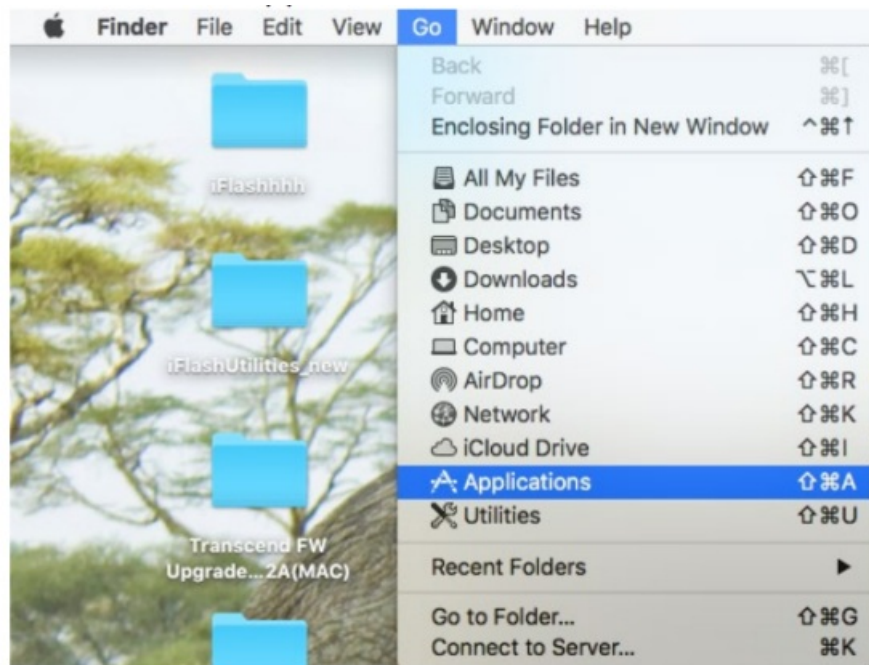 Finder File Edit View Go Window Help
iFlashhhh
iFlashUtilities_new
Transcend FW
Upgrade...2A(MAC)
Back ⌘[
Forward ⌘]
Enclosing Folder in New Window ^⌘↑
All My Files ⇧⌘F
Documents ⇧⌘O
Desktop ⇧⌘D
Downloads ⌥⌘L
Home ⇧⌘H
Computer ⇧⌘C
AirDrop ⇧⌘R
Network ⇧⌘K
iCloud Drive ⇧⌘I
Applications ⇧⌘A
Utilities ⇧⌘U
Recent Folders ▶
Go to Folder... ⇧⌘G
Connect to Server... ⌘K